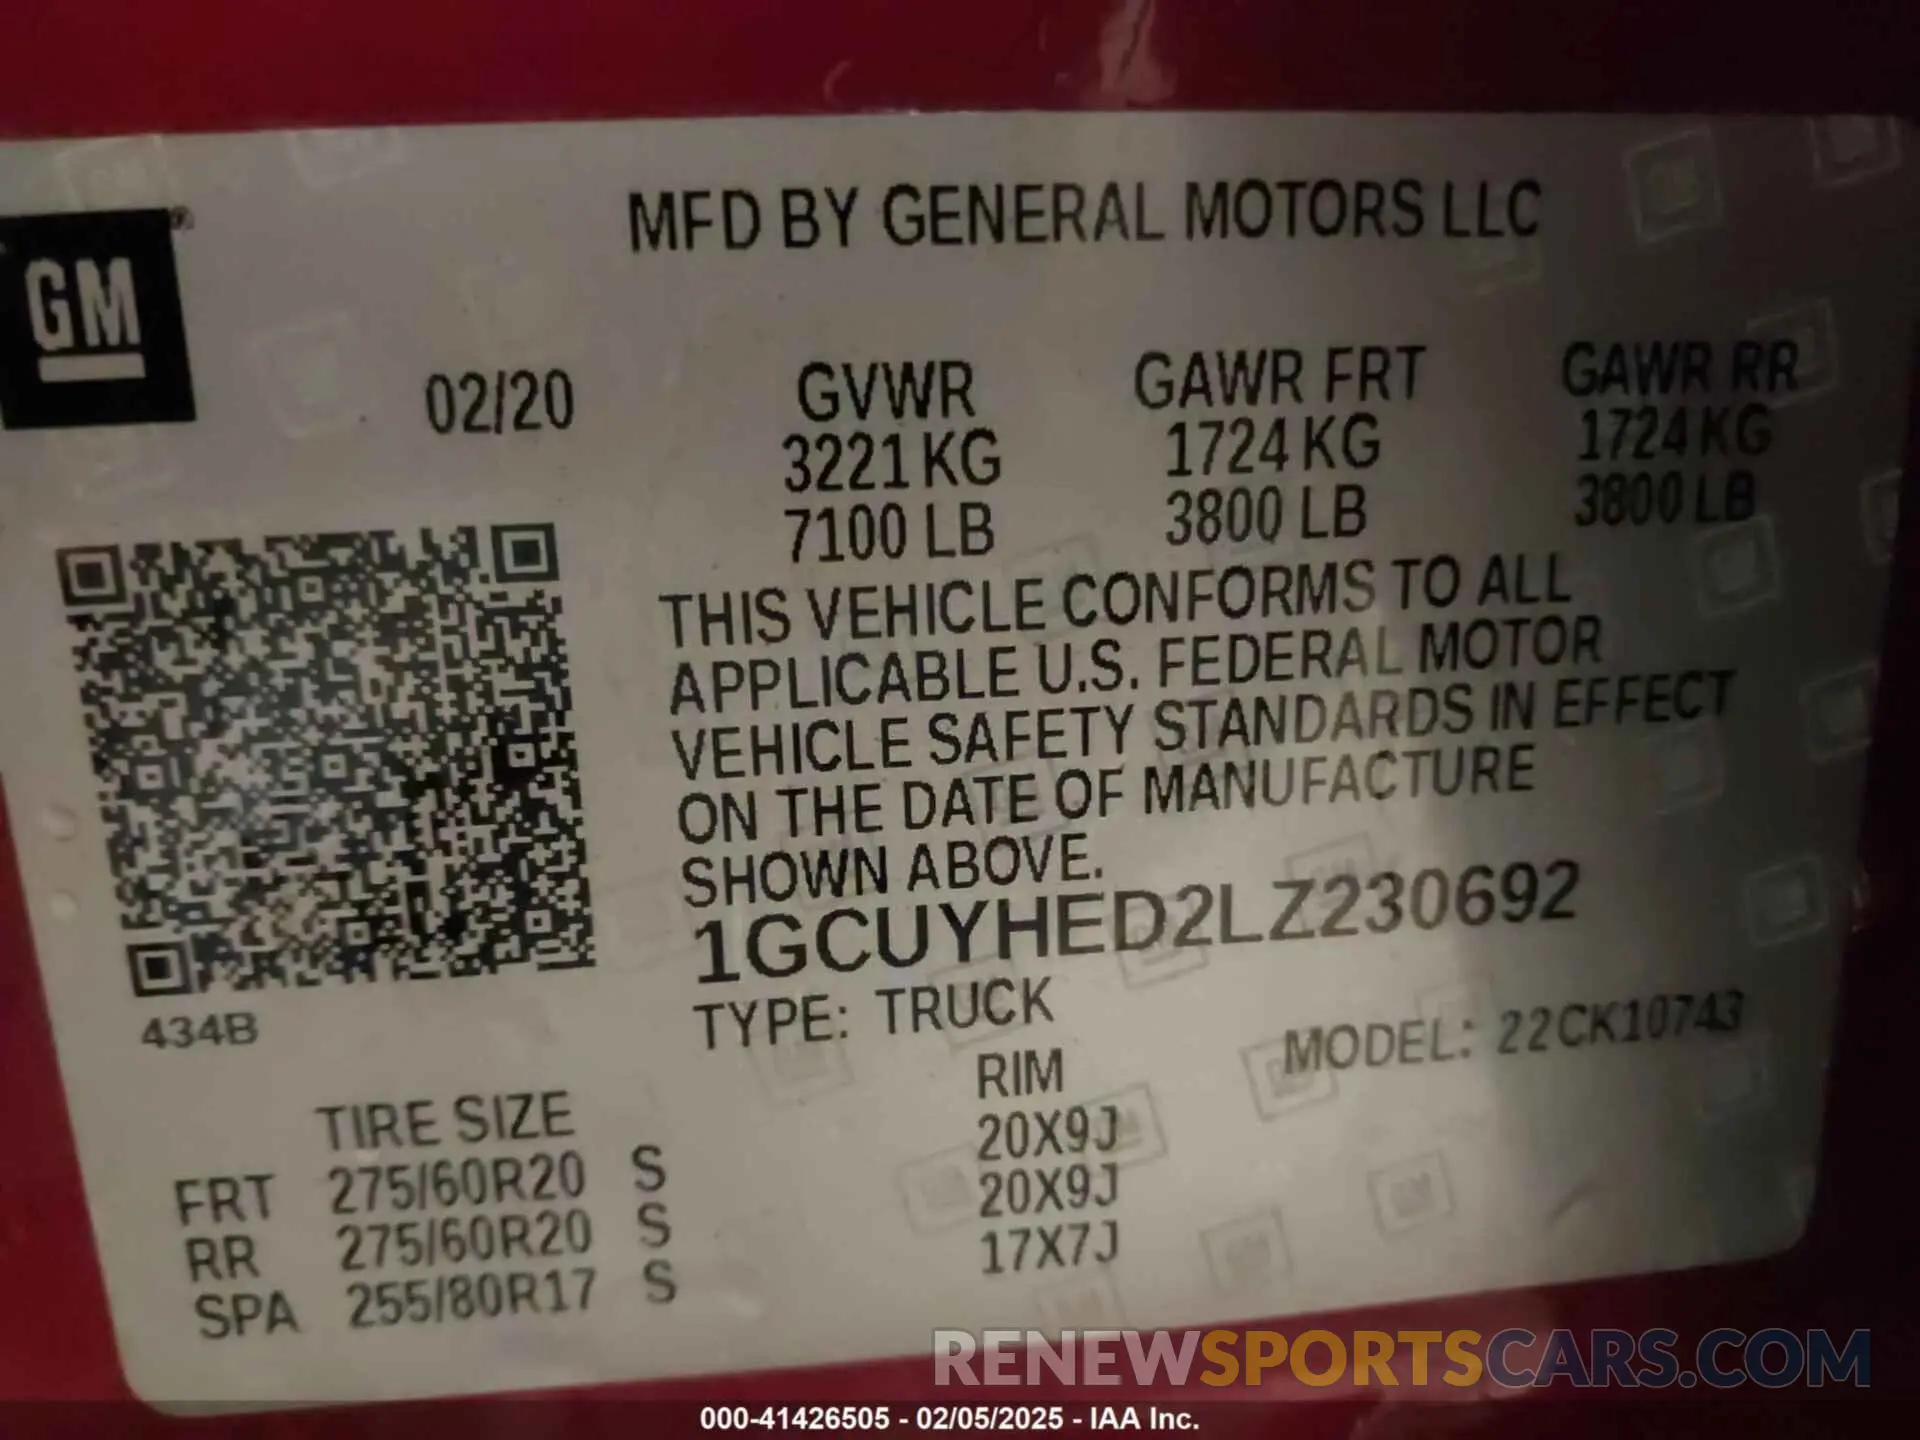 MFD BY GENERAL MOTORS LLC
GM®
02/20 GVWR GAWR FRT GAWR RR
3221 KG 1724 KG 1724 KG
7100 LB 3800 LB 3800 LB
THIS VEHICLE CONFORMS TO ALL
APPLICABLE U.S. FEDERAL MOTOR
VEHICLE SAFETY STANDARDS IN EFFECT
ON THE DATE OF MANUFACTURE
SHOWN ABOVE.
1GCUYHED2LZ230692
434B
TYPE: TRUCK MODEL: 22CK10743
TIRE SIZE RIM
FRT 275/60R20 S 20X9J
RR 275/60R20 S 20X9J
SPA 255/80R17 S 17X7J
RENEWSPORTSCARS.COM
000-41426505 - 02/05/2025 - IAA Inc.